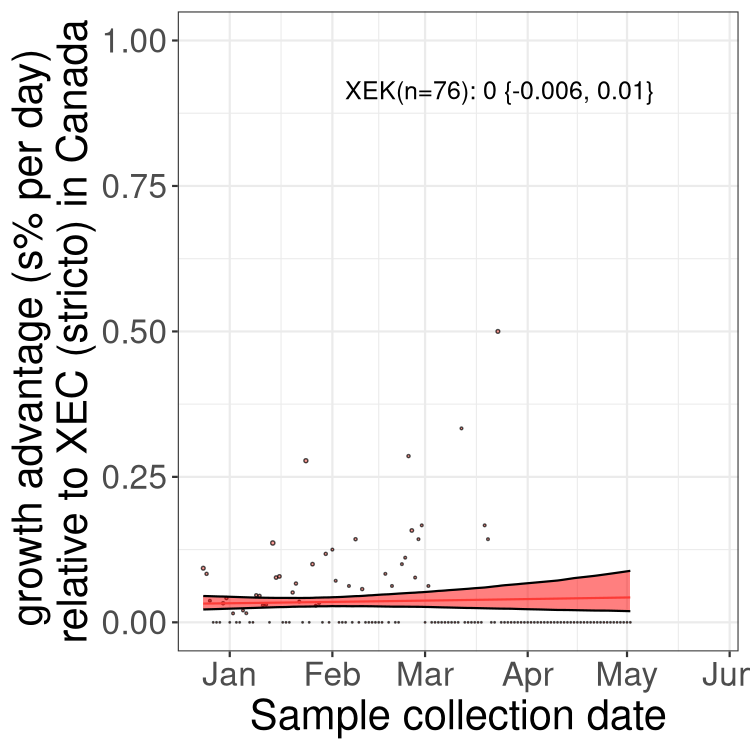 growth advantage (s% per day)
relative to XEC (stricto) in Canada
1.00
0.75
0.50
0.25
0.00
XEK(n=76): 0 {-0.006, 0.01}
Jan Feb Mar Apr May Jun
Sample collection date